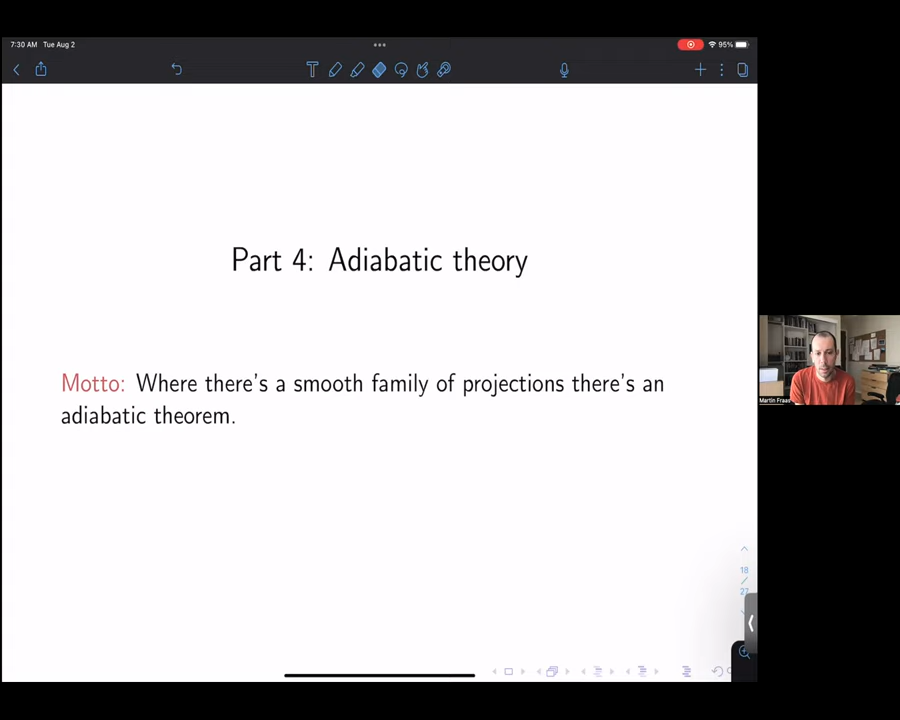 7:30 AM Tue Aug 2
95%
Part 4: Adiabatic theory
Motto: Where there's a smooth family of projections there's an
adiabatic theorem.
Martin Fraas
18
/
27